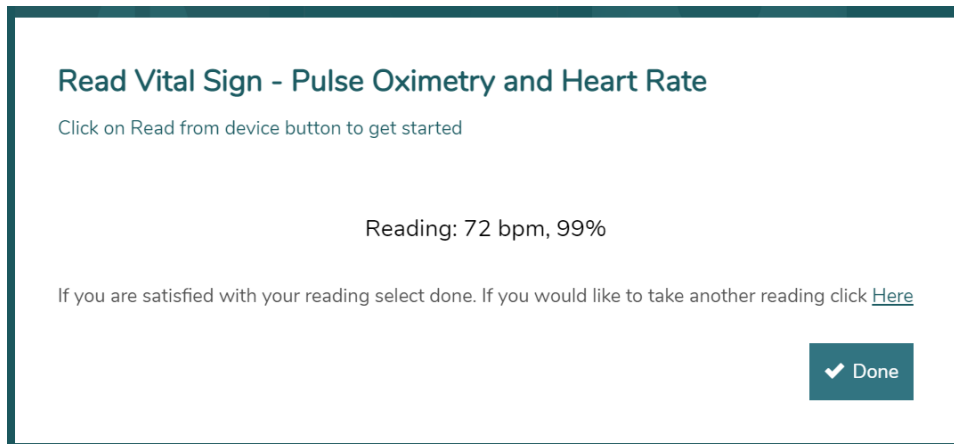 Read Vital Sign - Pulse Oximetry and Heart Rate
Click on Read from device button to get started
Reading: 72 bpm, 99%
If you are satisfied with your reading select done. If you would like to take another reading click Here
Done